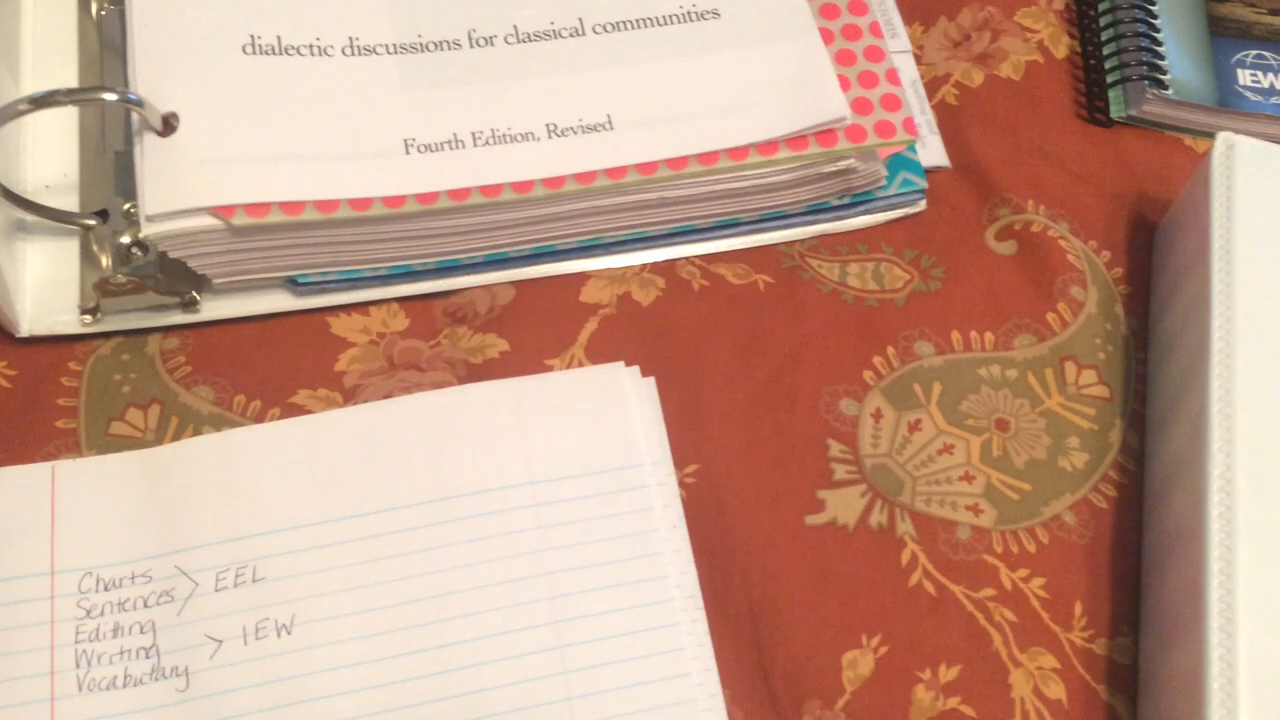 dialectic discussions for classical communities
Fourth Edition, Revised
IEW
Charts
Sentences > EEL
Editing
Writing > IEW
Vocabulary